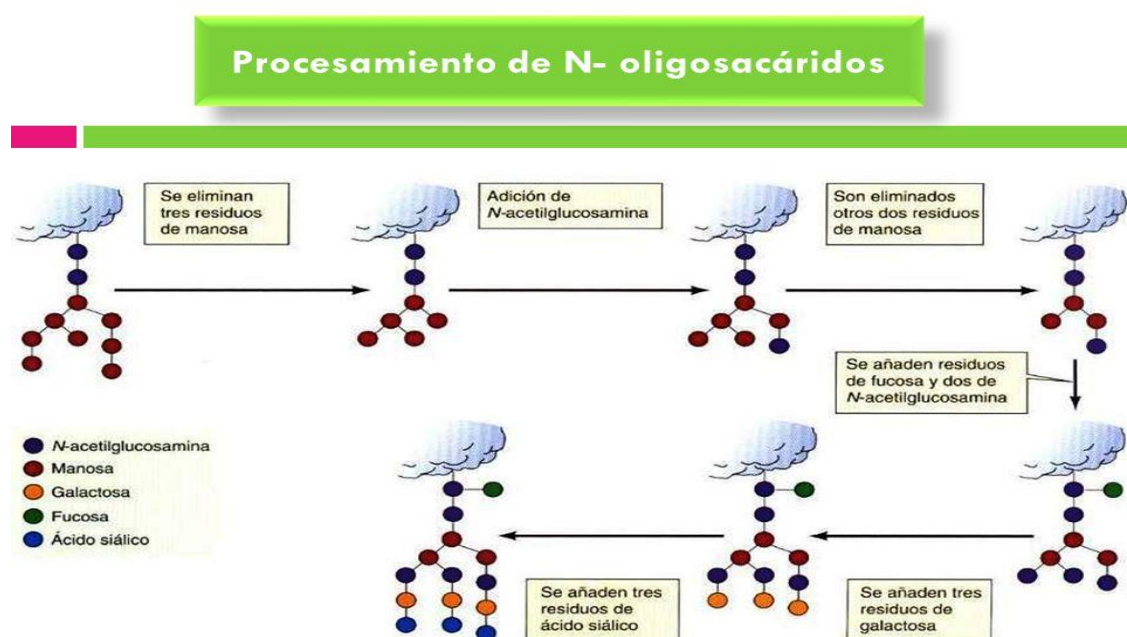 Procesamiento de N- oligosacáridos
Se eliminan
tres residuos
de manosa
Adición de
N-acetilglucosamina
Son eliminados
otros dos residuos
de manosa
Se añaden residuos
de fucosa y dos de
N-acetilglucosamina
N-acetilglucosamina
Manosa
Galactosa
Fucosa
Ácido siálico
Se añaden tres
residuos de
ácido siálico
Se añaden tres
residuos de
galactosa